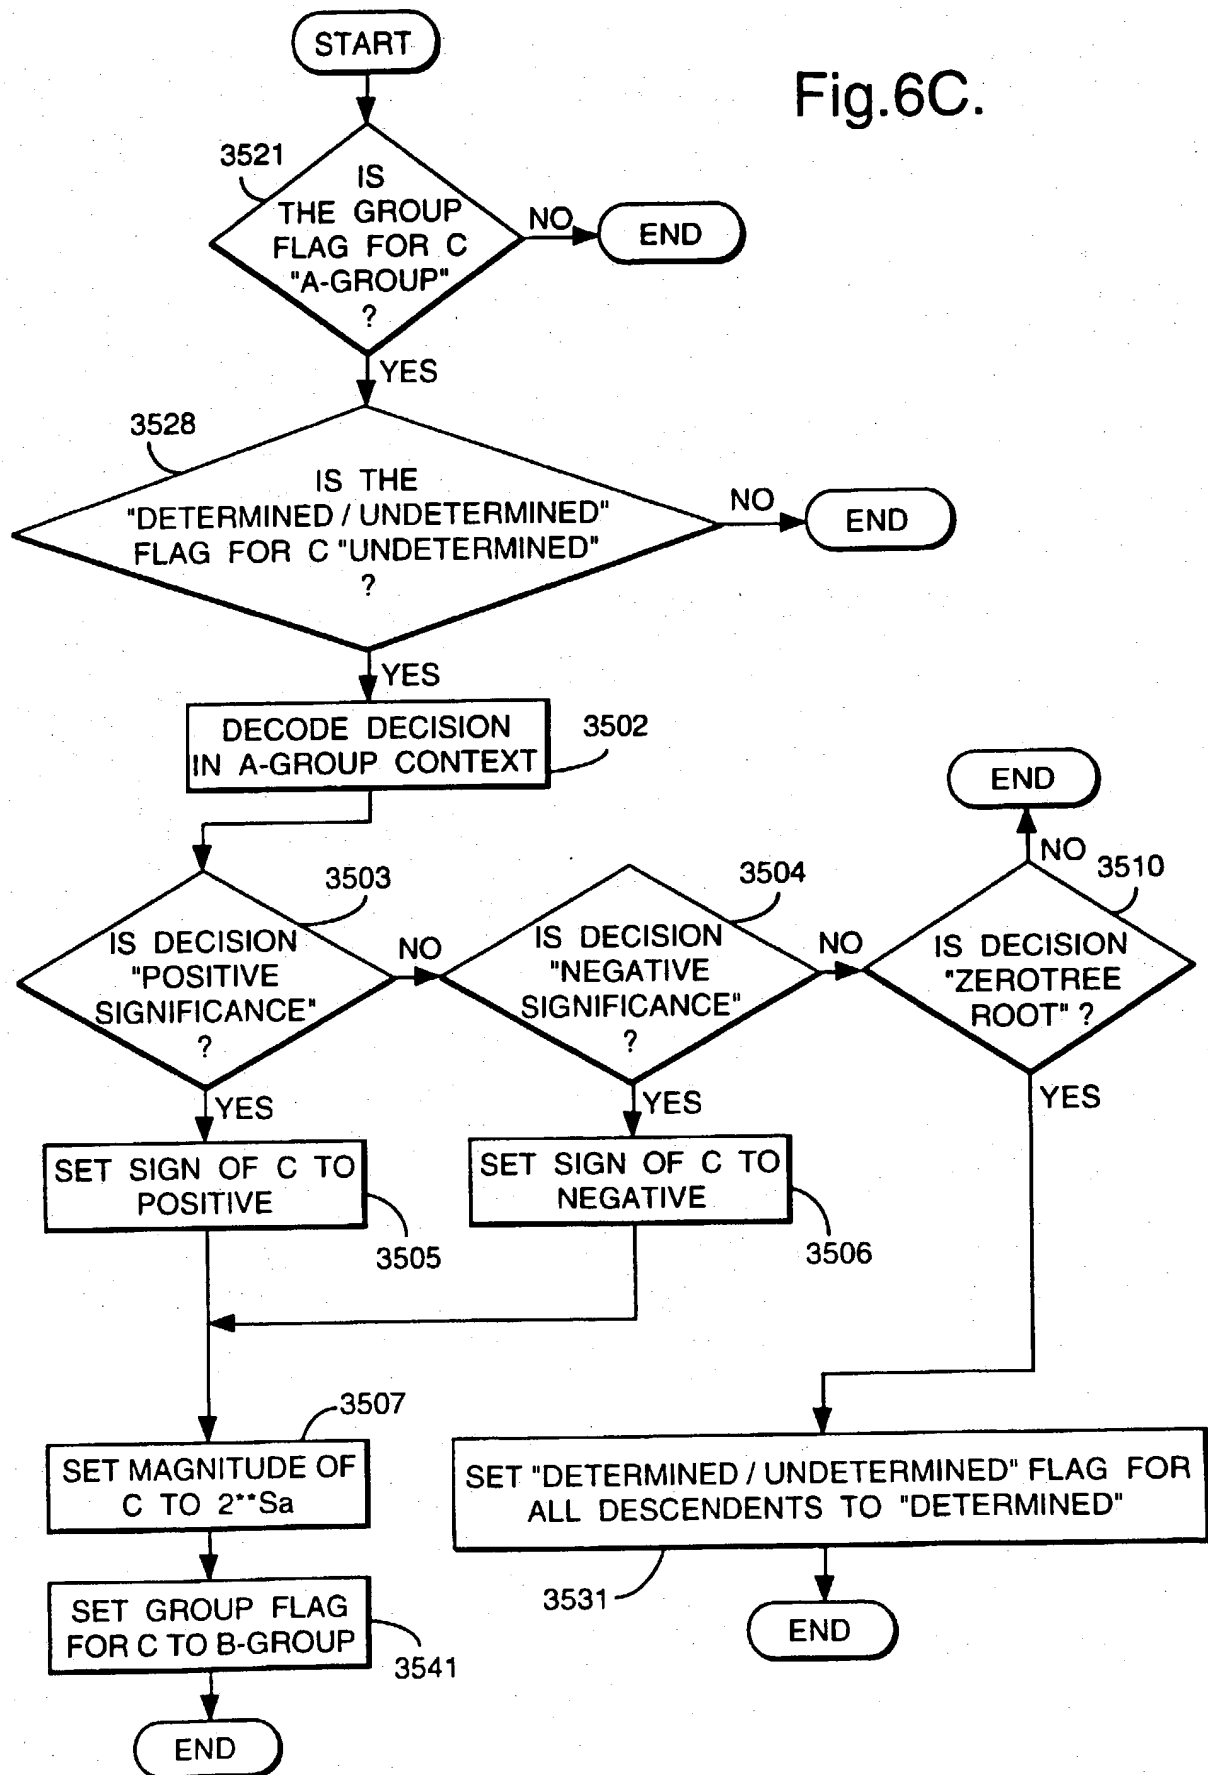 START
Fig.6C.
3521
IS
THE GROUP
FLAG FOR C
"A-GROUP"
?
NO
END
YES
3528
IS THE
"DETERMINED / UNDETERMINED"
FLAG FOR C "UNDETERMINED"
?
NO
END
YES
DECODE DECISION
IN A-GROUP CONTEXT
3502
END
NO
3503
IS DECISION
"POSITIVE
SIGNIFICANCE"
?
NO
3504
IS DECISION
"NEGATIVE
SIGNIFICANCE"
?
NO
3510
IS DECISION
"ZEROTREE
ROOT" ?
YES
YES
YES
SET SIGN OF C TO
POSITIVE
3505
SET SIGN OF C TO
NEGATIVE
3506
3507
SET MAGNITUDE OF
C TO 2**Sa
SET "DETERMINED / UNDETERMINED" FLAG FOR
ALL DESCENDENTS TO "DETERMINED"
3531
END
SET GROUP FLAG
FOR C TO B-GROUP
3541
END